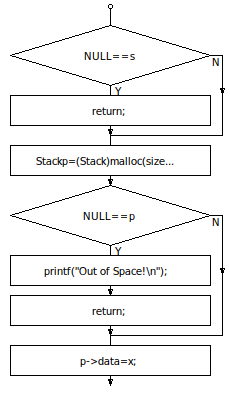 NULL==s
N
Y
return;
Stackp=(Stack)malloc(size...
NULL==p
N
Y
printf("Out of Space!\n");
return;
p->data=x;